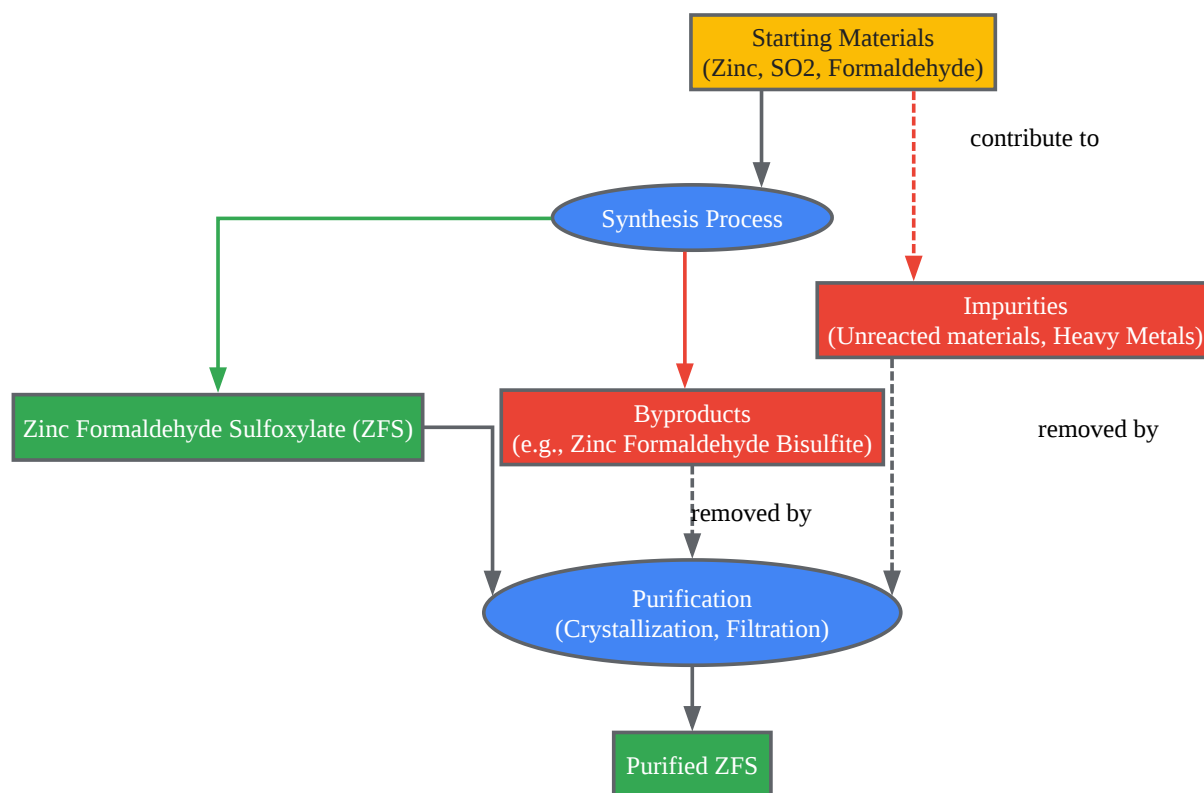 Starting Materials
(Zinc, SO2, Formaldehyde)
contribute to
Synthesis Process
Impurities
(Unreacted materials, Heavy Metals)
Zinc Formaldehyde Sulfoxylate (ZFS)
Byproducts
(e.g., Zinc Formaldehyde Bisulfite)
removed by
removed by
Purification
(Crystallization, Filtration)
Purified ZFS